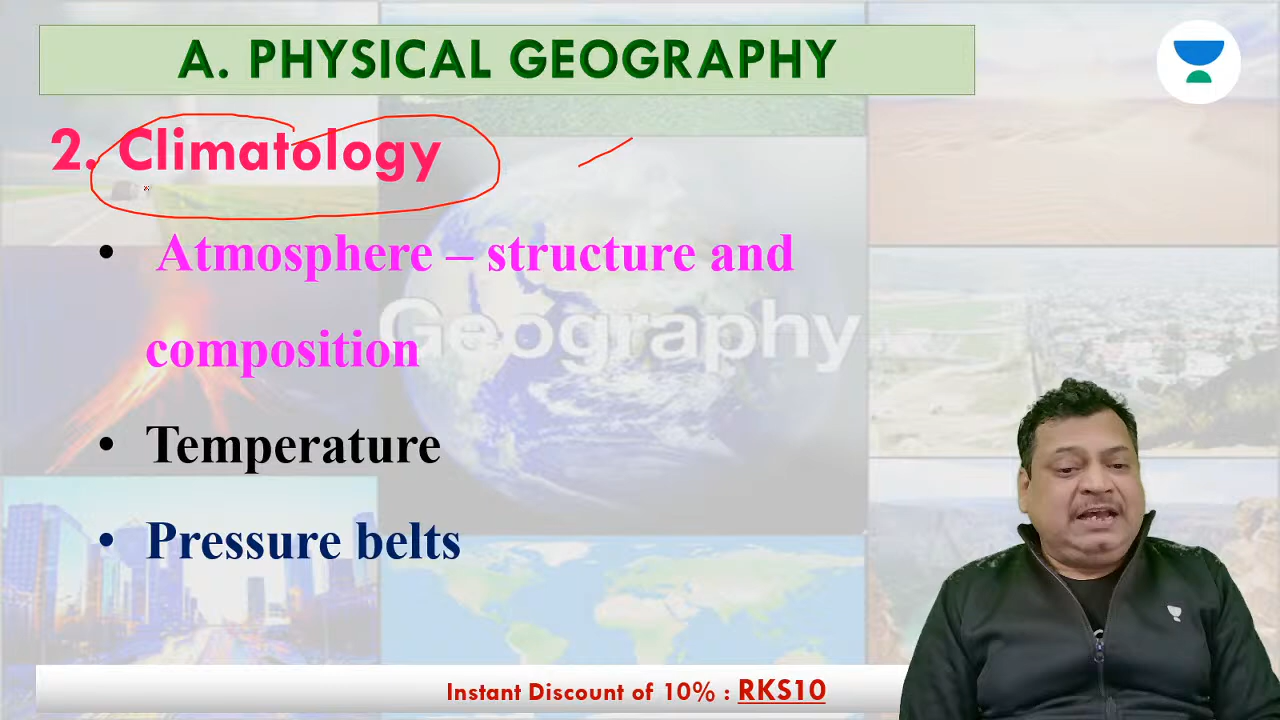 A. PHYSICAL GEOGRAPHY
2. Climatology
• Atmosphere – structure and
composition
Geography
• Temperature
• Pressure belts
Instant Discount of 10% : RKS10